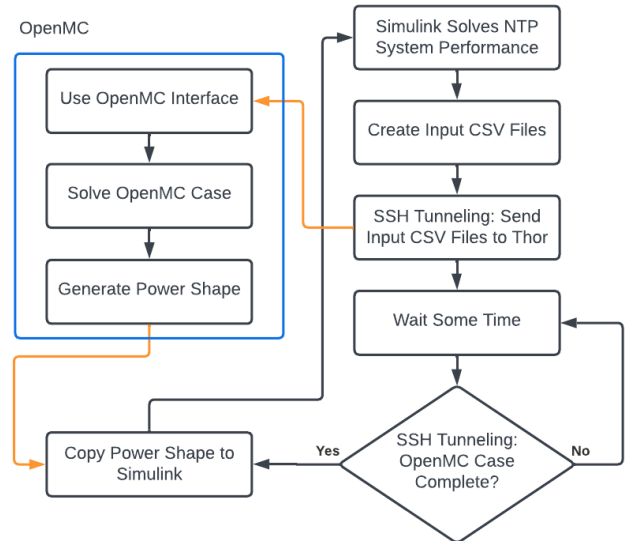 OpenMC
Use OpenMC Interface
Solve OpenMC Case
Generate Power Shape
Simulink Solves NTP
System Performance
Create Input CSV Files
SSH Tunneling: Send
Input CSV Files to Thor
Wait Some Time
SSH Tunneling:
OpenMC Case
Complete?
Yes
No
Copy Power Shape to
Simulink